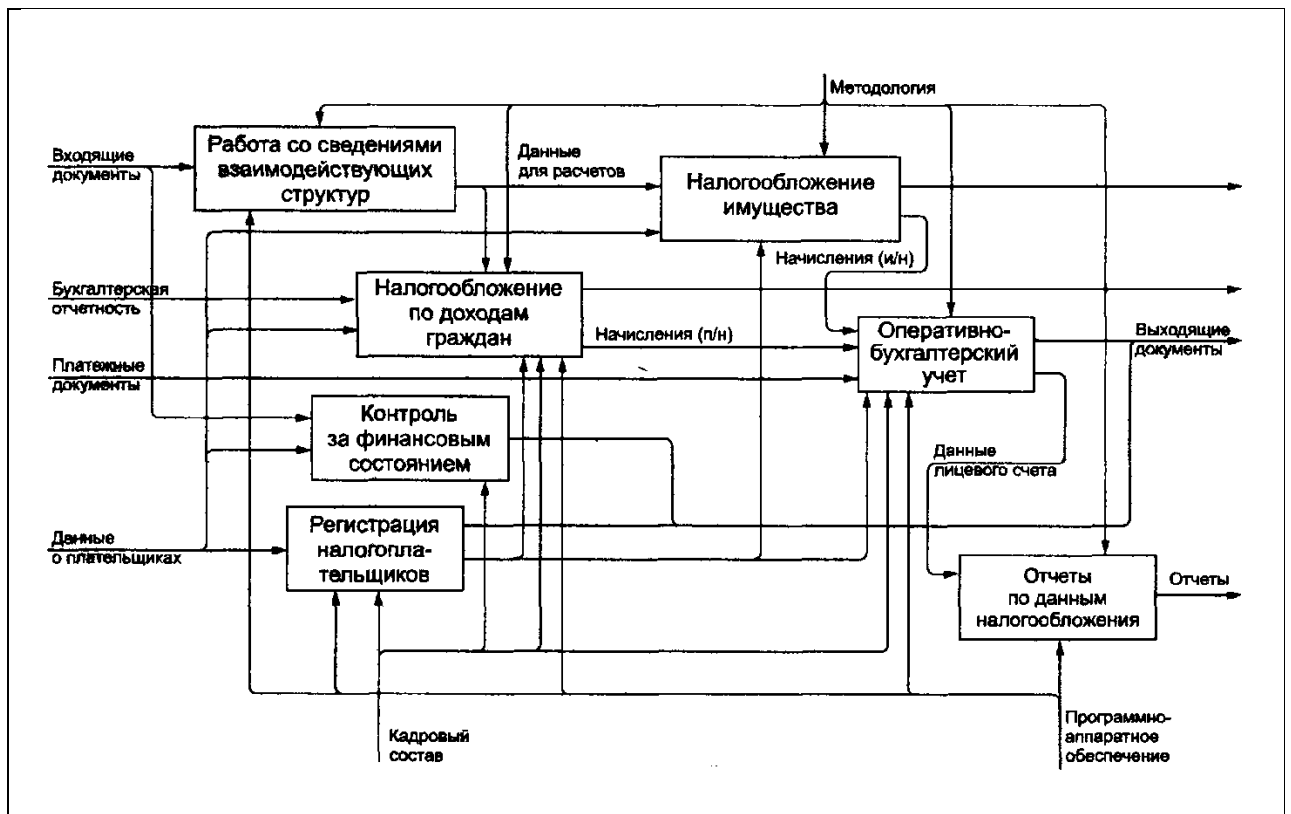 Методология
Работа со сведениями
взаимодействующих
структур
Входящие
документы
Данные
для расчетов
Налогообложение
имущества
Начисления (и/н)
Бухгалтерская
отчетность
Налогообложение
по доходам
граждан
Начисления (п/н)
Оперативно-
бухгалтерский
учет
Выходящие
документы
Платежные
документы
Контроль
за финансовым
состоянием
Данные
лицевого счета
Данные
о плательщиках
Регистрация
налогопла-
тельщиков
Отчеты
по данным
налогообложения
Отчеты
Кадровый
состав
Программно-
аппаратное
обеспечение